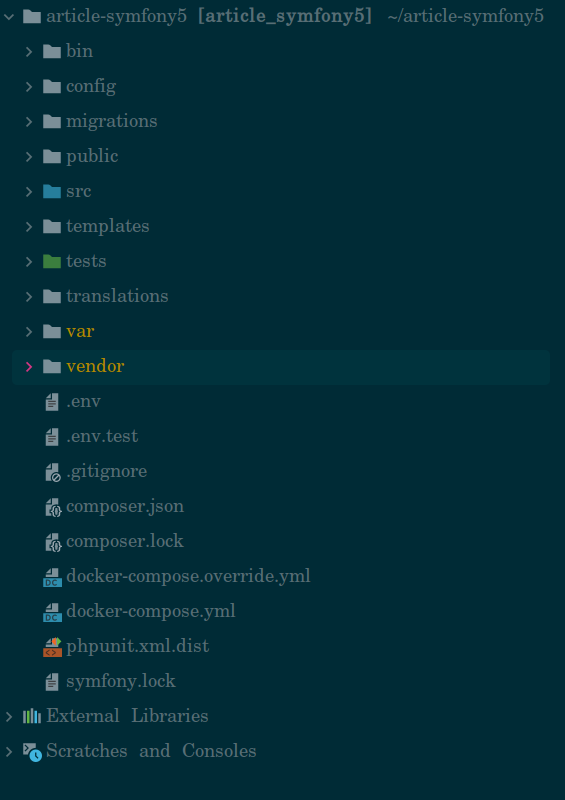 article-symfony5 [article_symfony5] ~/article-symfony5
bin
config
migrations
public
src
templates
tests
translations
var
vendor
.env
.env.test
.gitignore
composer.json
composer.lock
docker-compose.override.yml
docker-compose.yml
phpunit.xml.dist
symfony.lock
External Libraries
Scratches and Consoles